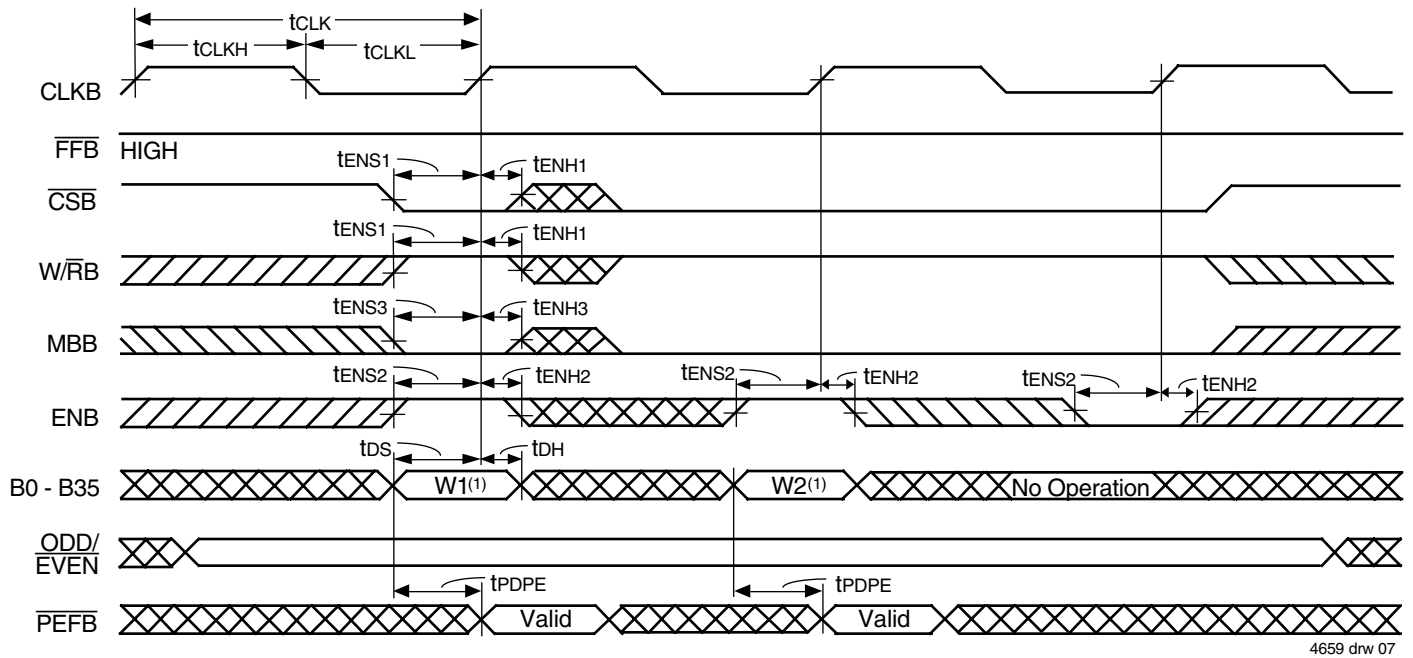 tCLK
tCLKH tCLKL
CLKB
FFB HIGH
tENS1 tENH1
CSB
tENS1 tENH1
W/RB
tENS3 tENH3
MBB
tENS2 tENH2 tENS2 tENH2 tENS2 tENH2
ENB
tDS tDH
B0 - B35 W1(1) W2(1) No Operation
ODD/
EVEN
tPDPE tPDPE
PEFB Valid Valid
4659 drw 07